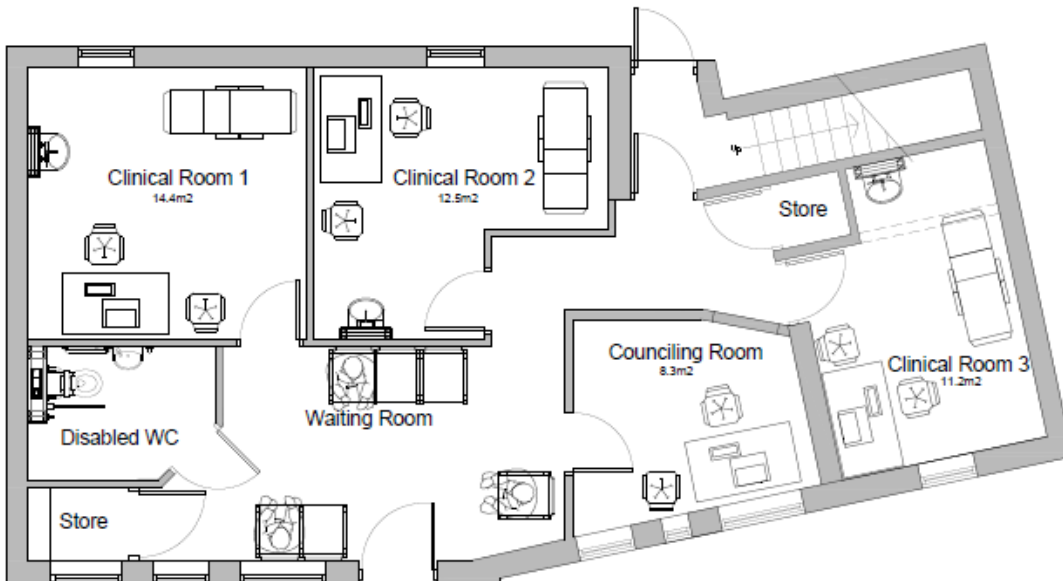 Clinical Room 1
14.4m2
Clinical Room 2
12.5m2
Up
Store
Counciling Room
8.3m2
Clinical Room 3
11.2m2
Waiting Room
Disabled WC
Store